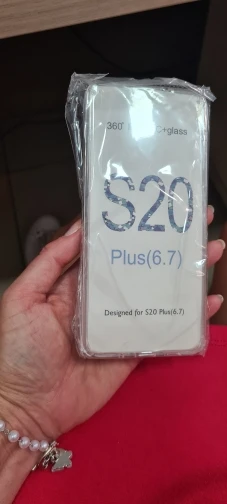 360° +glass
S20
Plus(6.7)
Designed for S20 Plus(6.7)